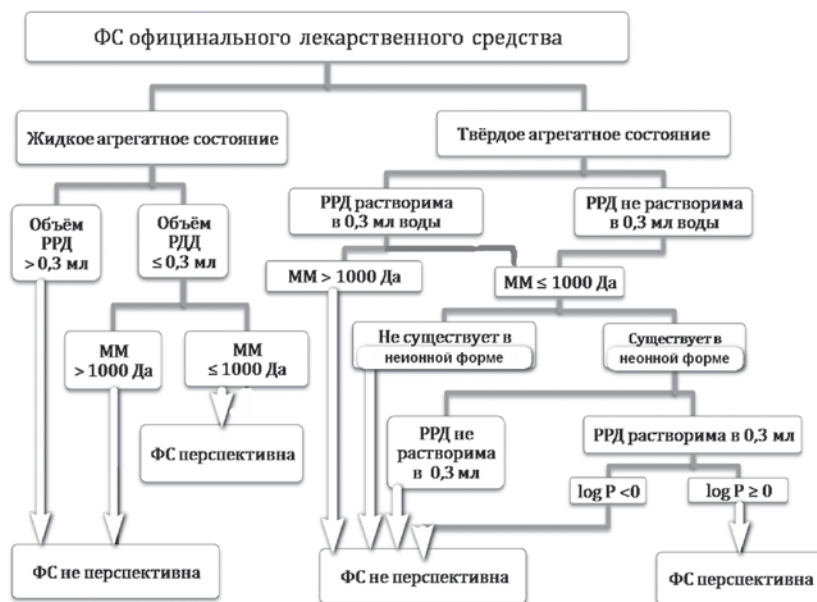 ФС официнального лекарственного средства
Жидкое агрегатное состояние
Твёрдое агрегатное состояние
Объём
РРД
> 0,3 мл
Объём
РДД
≤ 0,3 мл
РРД растворима
в 0,3 мл воды
РРД не растворима
в 0,3 мл воды
ММ > 1000 Да
ММ ≤ 1000 Да
ММ
> 1000 Да
ММ
≤ 1000 Да
Не существует в
неионной форме
Существует в
неонной форме
ФС перспективна
РРД не
растворима
в 0,3 мл
РРД растворима в 0,3 мл
log P <0
log P ≥ 0
ФС не перспективна
ФС не перспективна
ФС перспективна